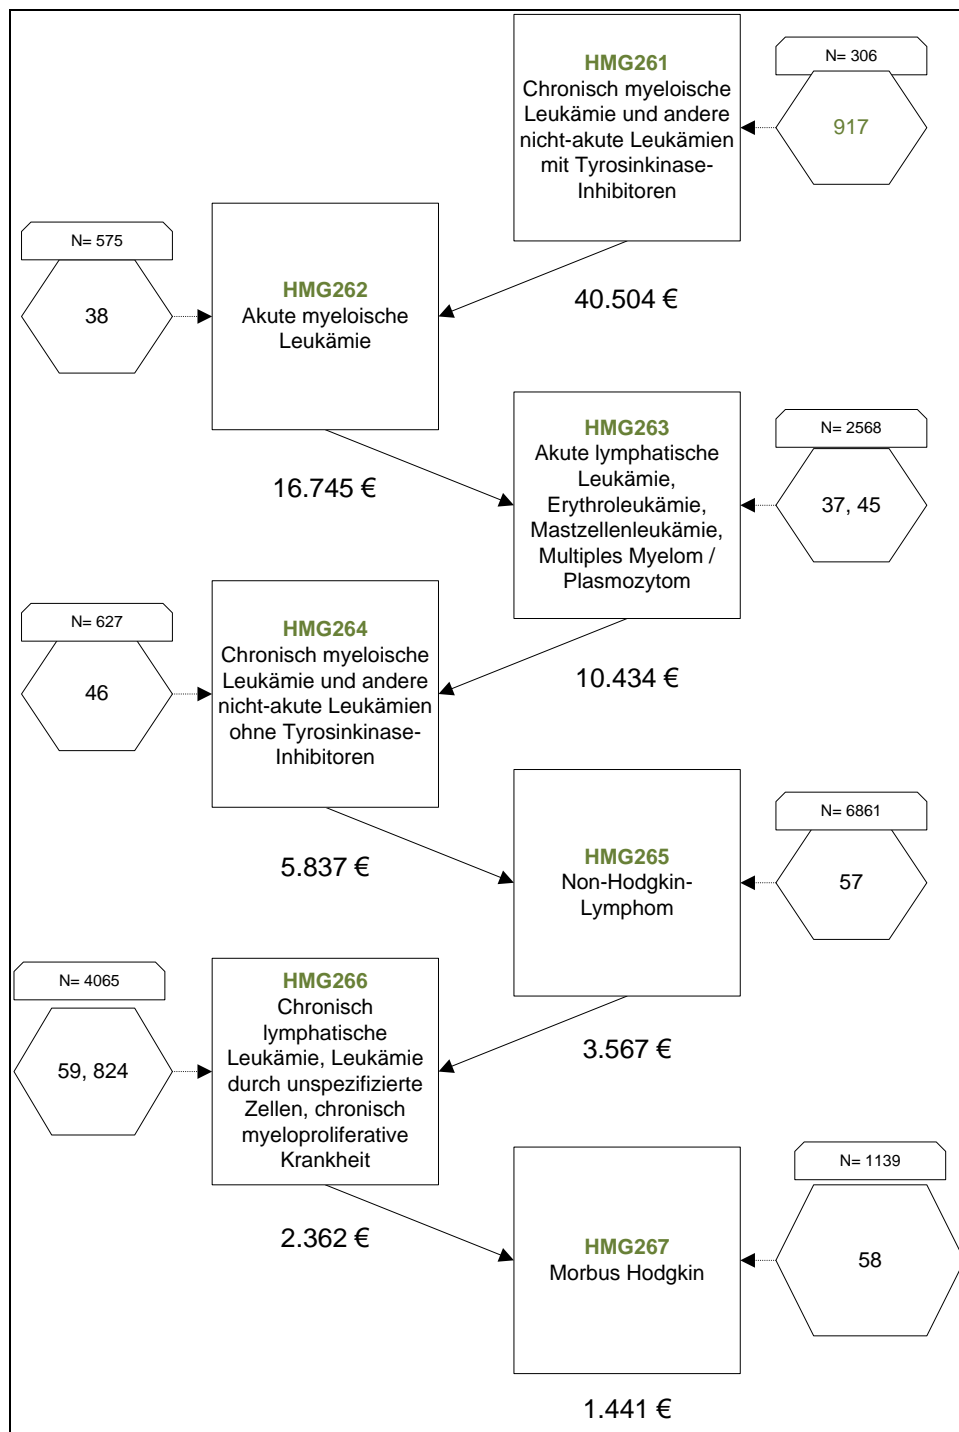 HMG261
Chronisch myeloische
Leukämie und andere
nicht-akute Leukämien
mit Tyrosinkinase-
Inhibitoren
N= 306
917
40.504 €
N= 575
38
HMG262
Akute myeloische
Leukämie
16.745 €
HMG263
Akute lymphatische
Leukämie,
Erythroleukämie,
Mastzellenleukämie,
Multiples Myelom /
Plasmozytom
N= 2568
37, 45
10.434 €
N= 627
46
HMG264
Chronisch myeloische
Leukämie und andere
nicht-akute Leukämien
ohne Tyrosinkinase-
Inhibitoren
5.837 €
HMG265
Non-Hodgkin-
Lymphom
N= 6861
57
3.567 €
N= 4065
59, 824
HMG266
Chronisch
lymphatische
Leukämie, Leukämie
durch unspezifizierte
Zellen, chronisch
myeloproliferative
Krankheit
2.362 €
HMG267
Morbus Hodgkin
N= 1139
58
1.441 €